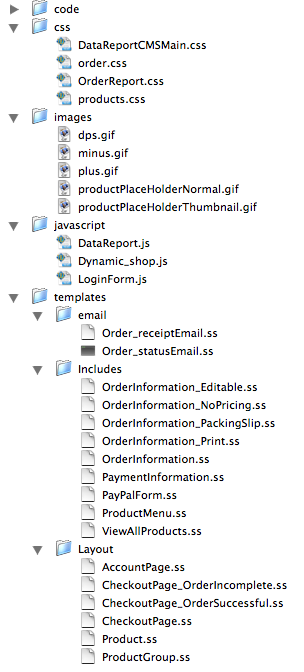 code
css
DataReportCMSMain.css
order.css
OrderReport.css
products.css
images
dps.gif
minus.gif
plus.gif
productPlaceHolderNormal.gif
productPlaceHolderThumbnail.gif
javascript
DataReport.js
Dynamic_shop.js
LoginForm.js
templates
email
Order_receiptEmail.ss
Order_statusEmail.ss
Includes
OrderInformation_Editable.ss
OrderInformation_NoPricing.ss
OrderInformation_PackingSlip.ss
OrderInformation_Print.ss
OrderInformation.ss
PaymentInformation.ss
PayPalForm.ss
ProductMenu.ss
ViewAllProducts.ss
Layout
AccountPage.ss
CheckoutPage_OrderIncomplete.ss
CheckoutPage_OrderSuccessful.ss
CheckoutPage.ss
Product.ss
ProductGroup.ss